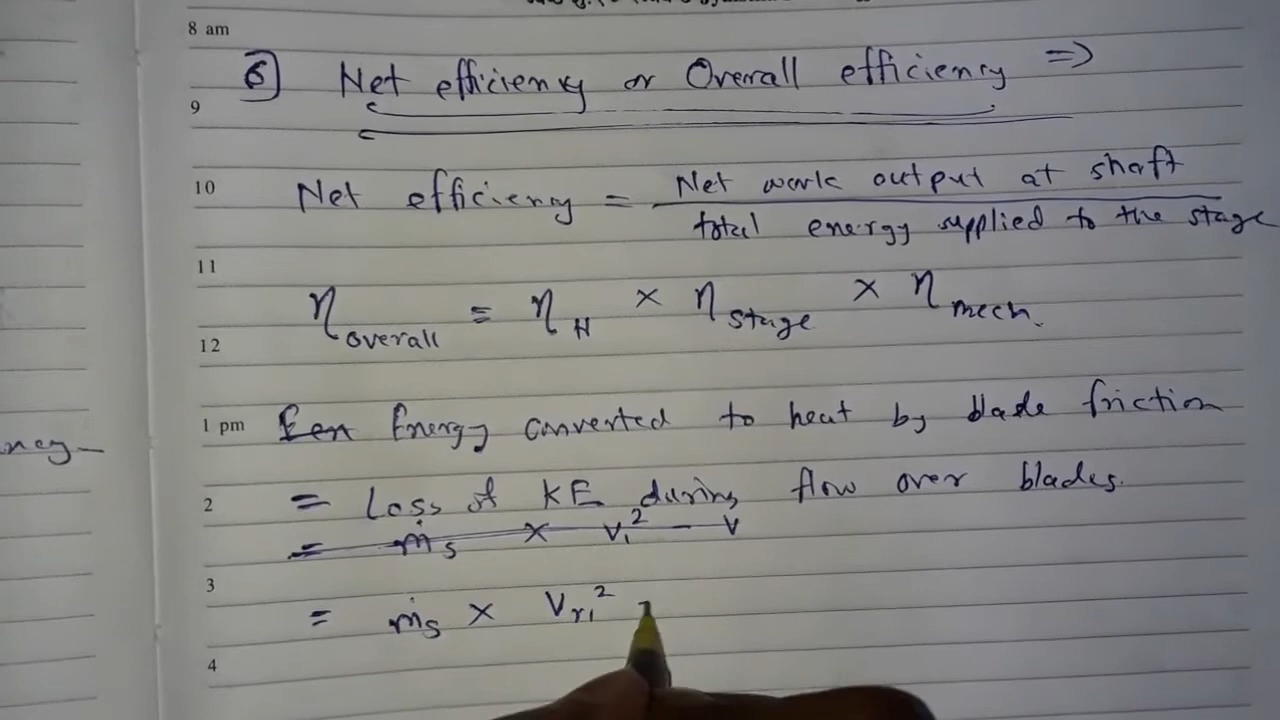 8 am
6] Net efficiency or Overall efficiency =>
9
10 Net efficiency = Net work output at shaft
total energy supplied to the stage
11
η overall = η H × η stage × η mech.
12
1 pm Een Energy converted to heat by blade friction
2 = Loss of KE during flow over blades.
= ṁs × V1² - V
3
= ṁs × Vr1²
4